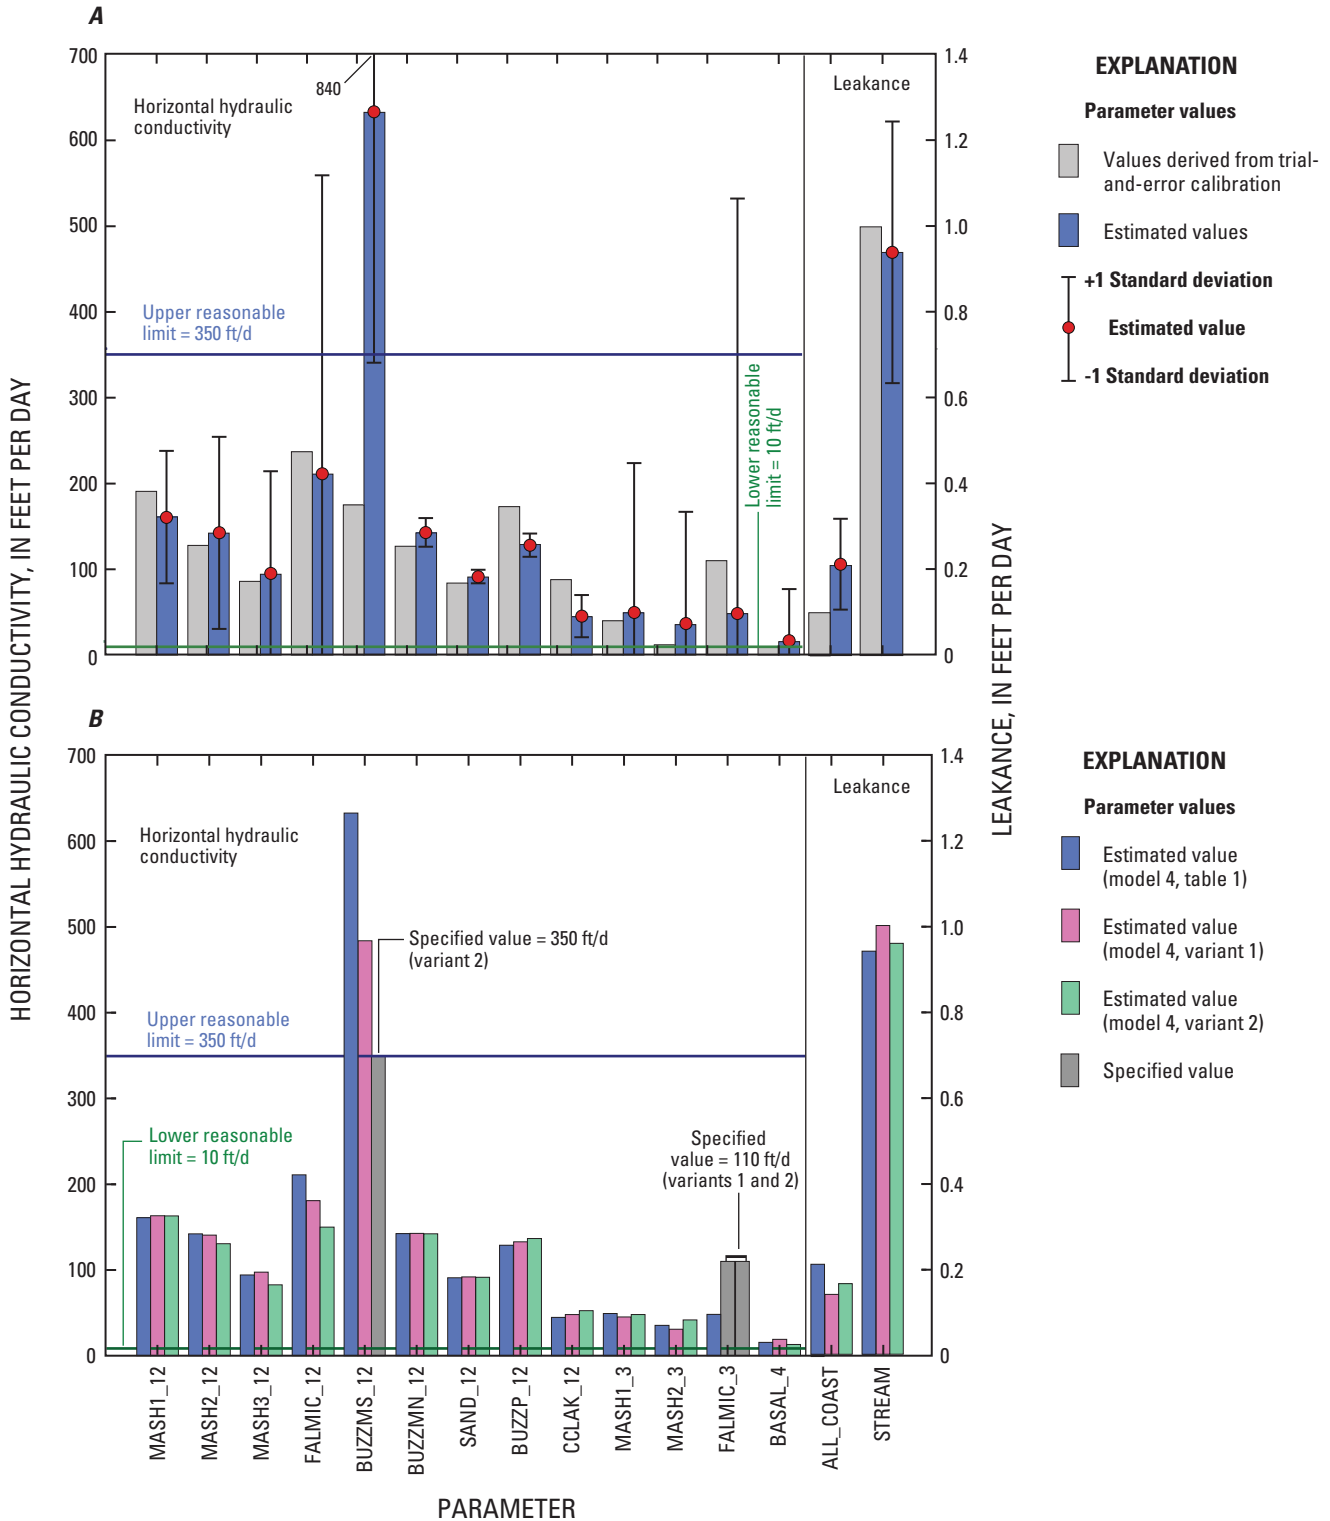 A
700
600
500
400
300
200
100
0
840
Horizontal hydraulic
conductivity
Upper reasonable
limit = 350 ft/d
Lower reasonable
limit = 10 ft/d
Leakance
1.4
1.2
1.0
0.8
0.6
0.4
0.2
0
EXPLANATION
Parameter values
Values derived from trial-
and-error calibration
Estimated values
+1 Standard deviation
Estimated value
-1 Standard deviation
HORIZONTAL HYDRAULIC CONDUCTIVITY, IN FEET PER DAY
LEAKANCE, IN FEET PER DAY
B
700
600
500
400
300
200
100
0
Horizontal hydraulic
conductivity
Specified value = 350 ft/d
(variant 2)
Upper reasonable
limit = 350 ft/d
Lower reasonable
limit = 10 ft/d
Specified
value = 110 ft/d
(variants 1 and 2)
Leakance
1.4
1.2
1.0
0.8
0.6
0.4
0.2
0
EXPLANATION
Parameter values
Estimated value
(model 4, table 1)
Estimated value
(model 4, variant 1)
Estimated value
(model 4, variant 2)
Specified value
MASH1_12
MASH2_12
MASH3_12
FALMIC_12
BUZZMS_12
BUZZMN_12
SAND_12
BUZZP_12
CCLAK_12
MASH1_3
MASH2_3
FALMIC_3
BASAL_4
ALL_COAST
STREAM
PARAMETER